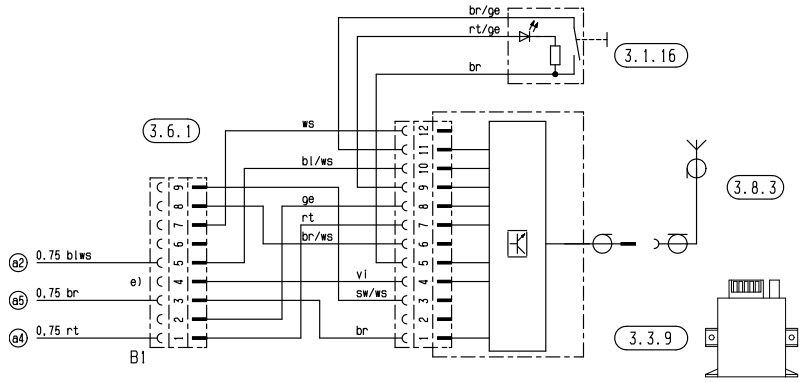 br/ge
rt/ge
3.1.16
br
3.6.1
ws
12
11
bl/ws
10
3.8.3
9
9
8
ge
8
7
rt
7
6
br/ws
6
a2 0.75 blws
5
5
e)
4
vi
4
a5 0.75 br
3
sw/ws
3
2
2
a4 0.75 rt
1
br
1
3.3.9
B1